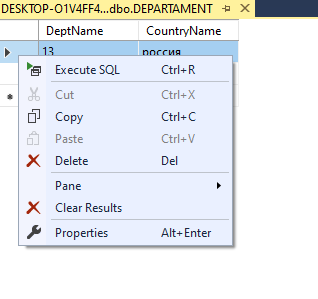 DESKTOP-O1V4FF4...dbo.DEPARTAMENT
DeptName CountryName
13 россия
Execute SQL Ctrl+R
Cut Ctrl+X
Copy Ctrl+C
Paste Ctrl+V
Delete Del
Pane
Clear Results
Properties Alt+Enter